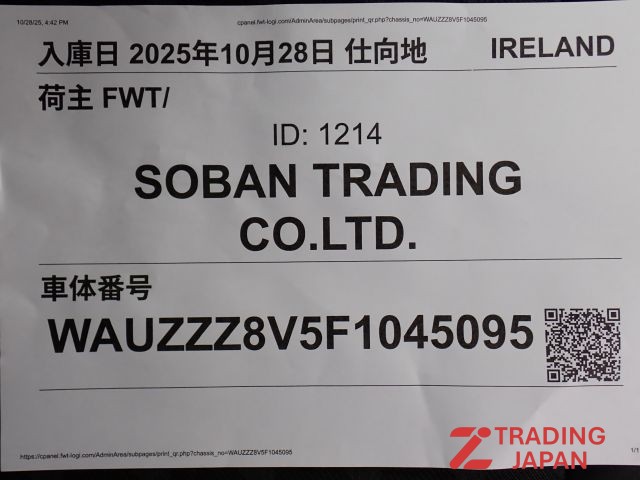 10/28/25, 4:42 PM
cpanel.fwt-logi.com/AdminArea/subpages/print_qr.php?chassis_no=WAUZZZ8V5F1045095
入庫日 2025年10月28日 仕向地 IRELAND
荷主 FWT/
ID: 1214
SOBAN TRADING
CO.LTD.
車体番号
WAUZZZ8V5F1045095
https://cpanel.fwt-logi.com/AdminArea/subpages/print_qr.php?chassis_no=WAUZZZ8V5F1045095
1/1
TRADING
JAPAN